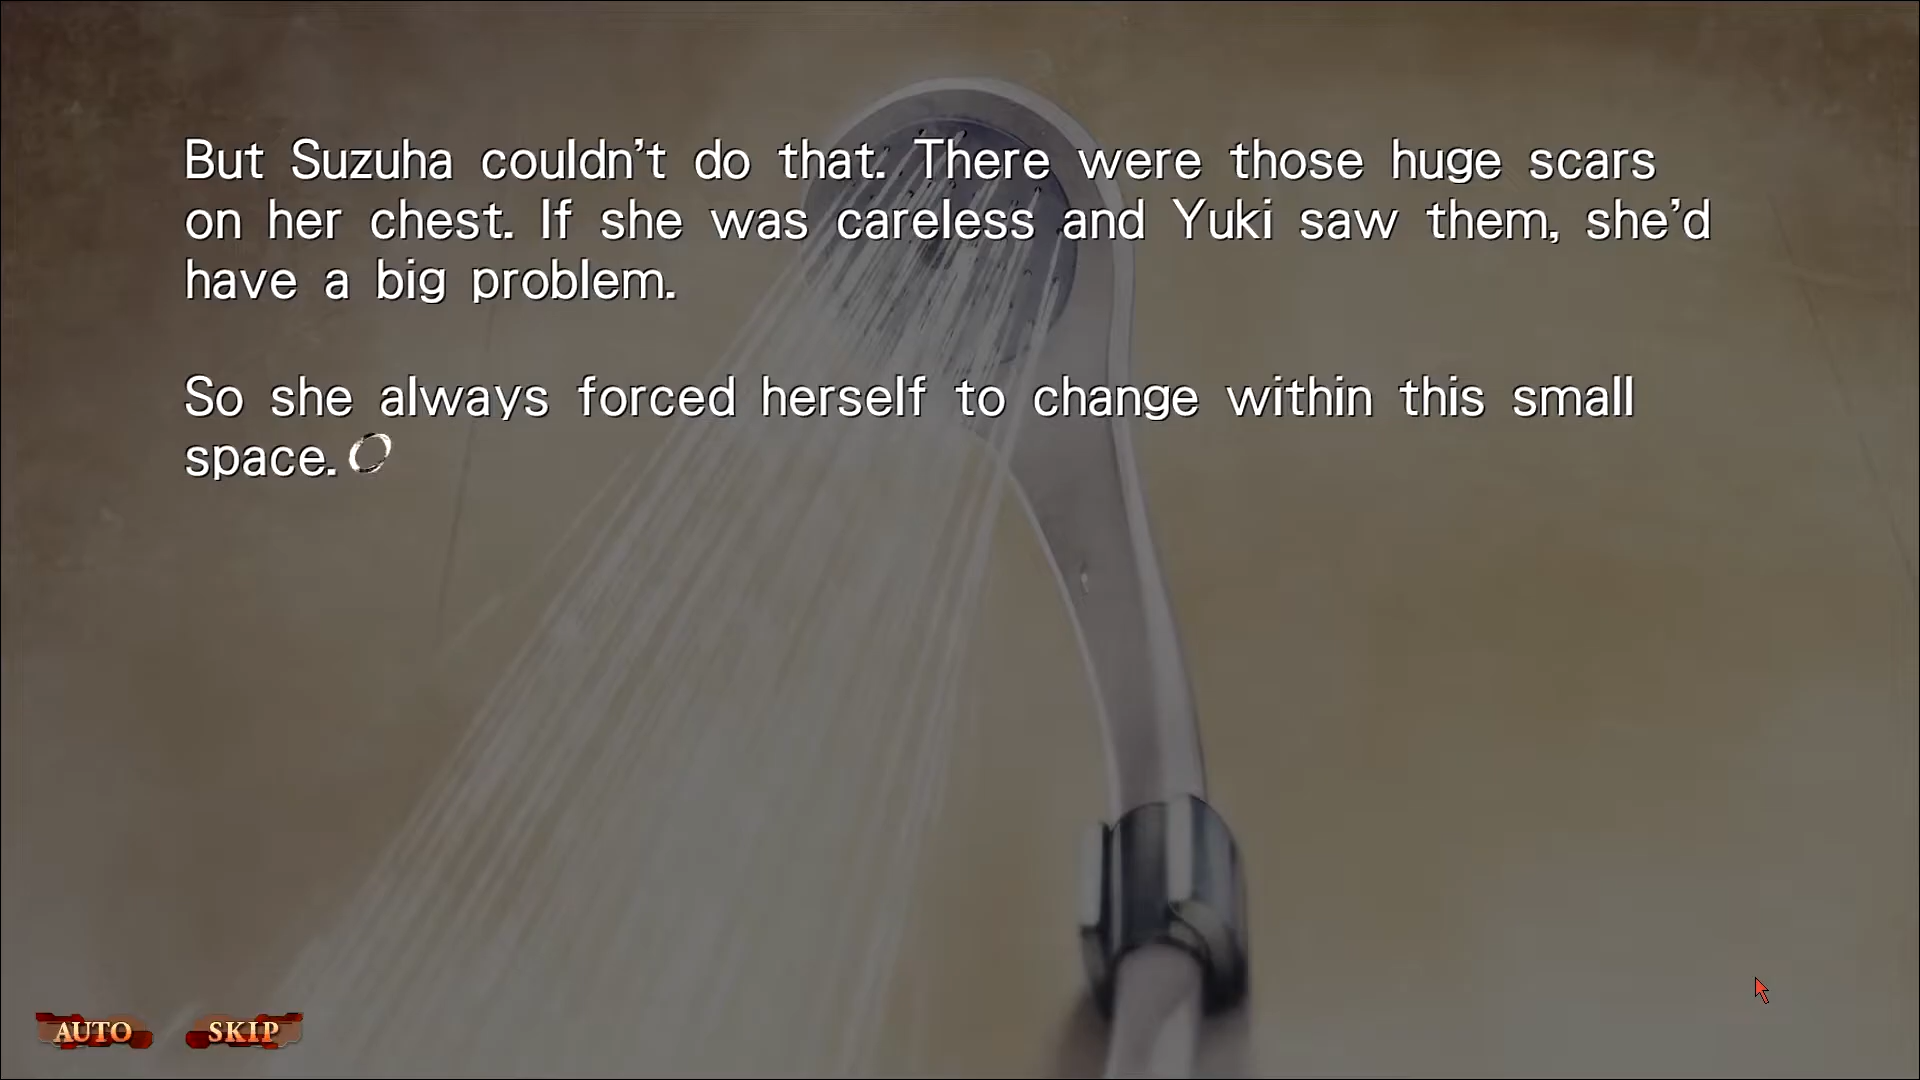 But Suzuha couldn’t do that. There were those huge scars
on her chest. If she was careless and Yuki saw them, she’d
have a big problem.
So she always forced herself to change within this small
space.
AUTO SKIP